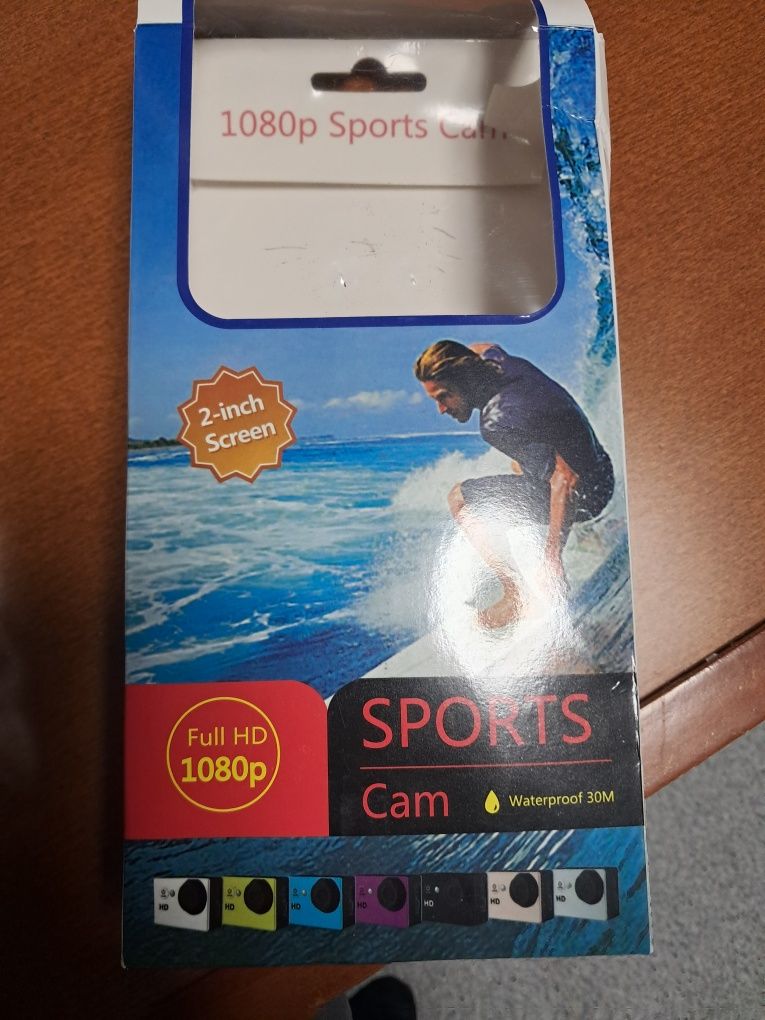 1080p Sports Cam
2-inch
Screen
Full HD
1080p
SPORTS
Cam
Waterproof 30M
HD
HD
HD
HD
HD
HD
HD